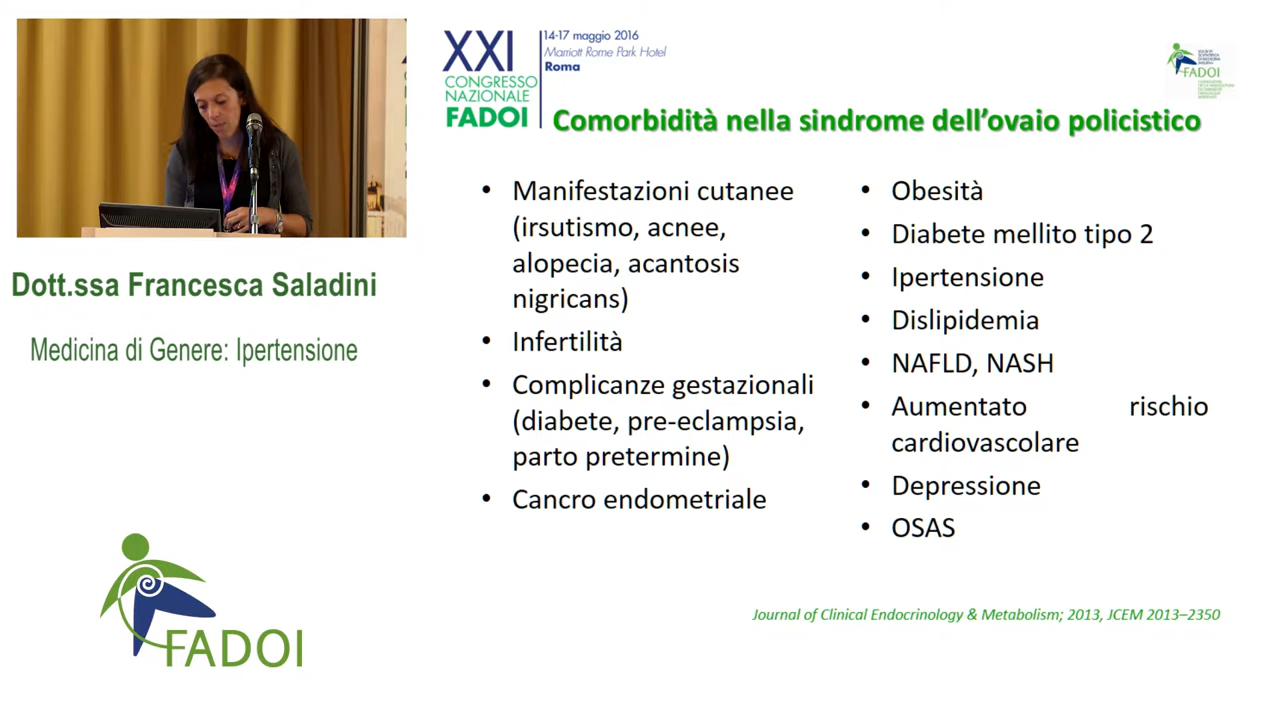 XXI
CONGRESSO
NAZIONALE
FADOI
14-17 maggio 2016
Marriott Rome Park Hotel
Roma
FADOI
Comorbidità nella sindrome dell’ovaio policistico
• Manifestazioni cutanee
(irsutismo, acnee,
alopecia, acantosis
nigricans)
• Infertilità
• Complicanze gestazionali
(diabete, pre-eclampsia,
parto pretermine)
• Cancro endometriale
• Obesità
• Diabete mellito tipo 2
• Ipertensione
• Dislipidemia
• NAFLD, NASH
• Aumentato rischio
cardiovascolare
• Depressione
• OSAS
Journal of Clinical Endocrinology & Metabolism; 2013, JCEM 2013–2350
Dott.ssa Francesca Saladini
Medicina di Genere: Ipertensione
FADOI